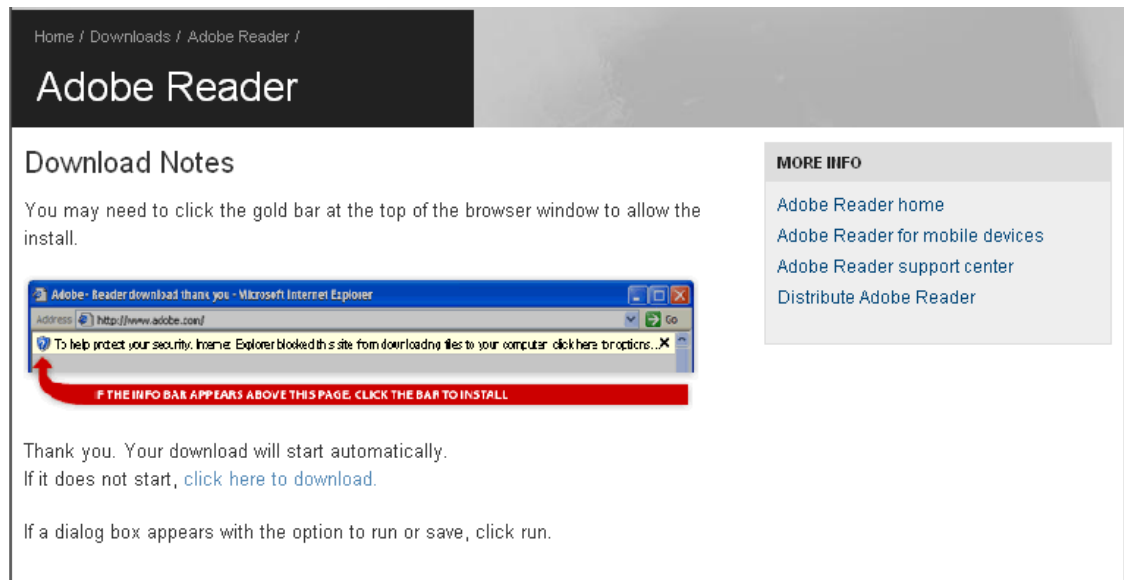 Home / Downloads / Adobe Reader /
Adobe Reader
Download Notes
You may need to click the gold bar at the top of the browser window to allow the
install.
Adobe - Reader download thank you - Microsoft Internet Explorer
Address http://www.adobe.com/ Go
To help protect your security, Internet Explorer blocked this site from downloading files to your computer click here for options...
F THE INFO BAR APPEARS ABOVE THIS PAGE, CLICK THE BAR TO INSTALL
Thank you. Your download will start automatically.
If it does not start, click here to download.
If a dialog box appears with the option to run or save, click run.
MORE INFO
Adobe Reader home
Adobe Reader for mobile devices
Adobe Reader support center
Distribute Adobe Reader